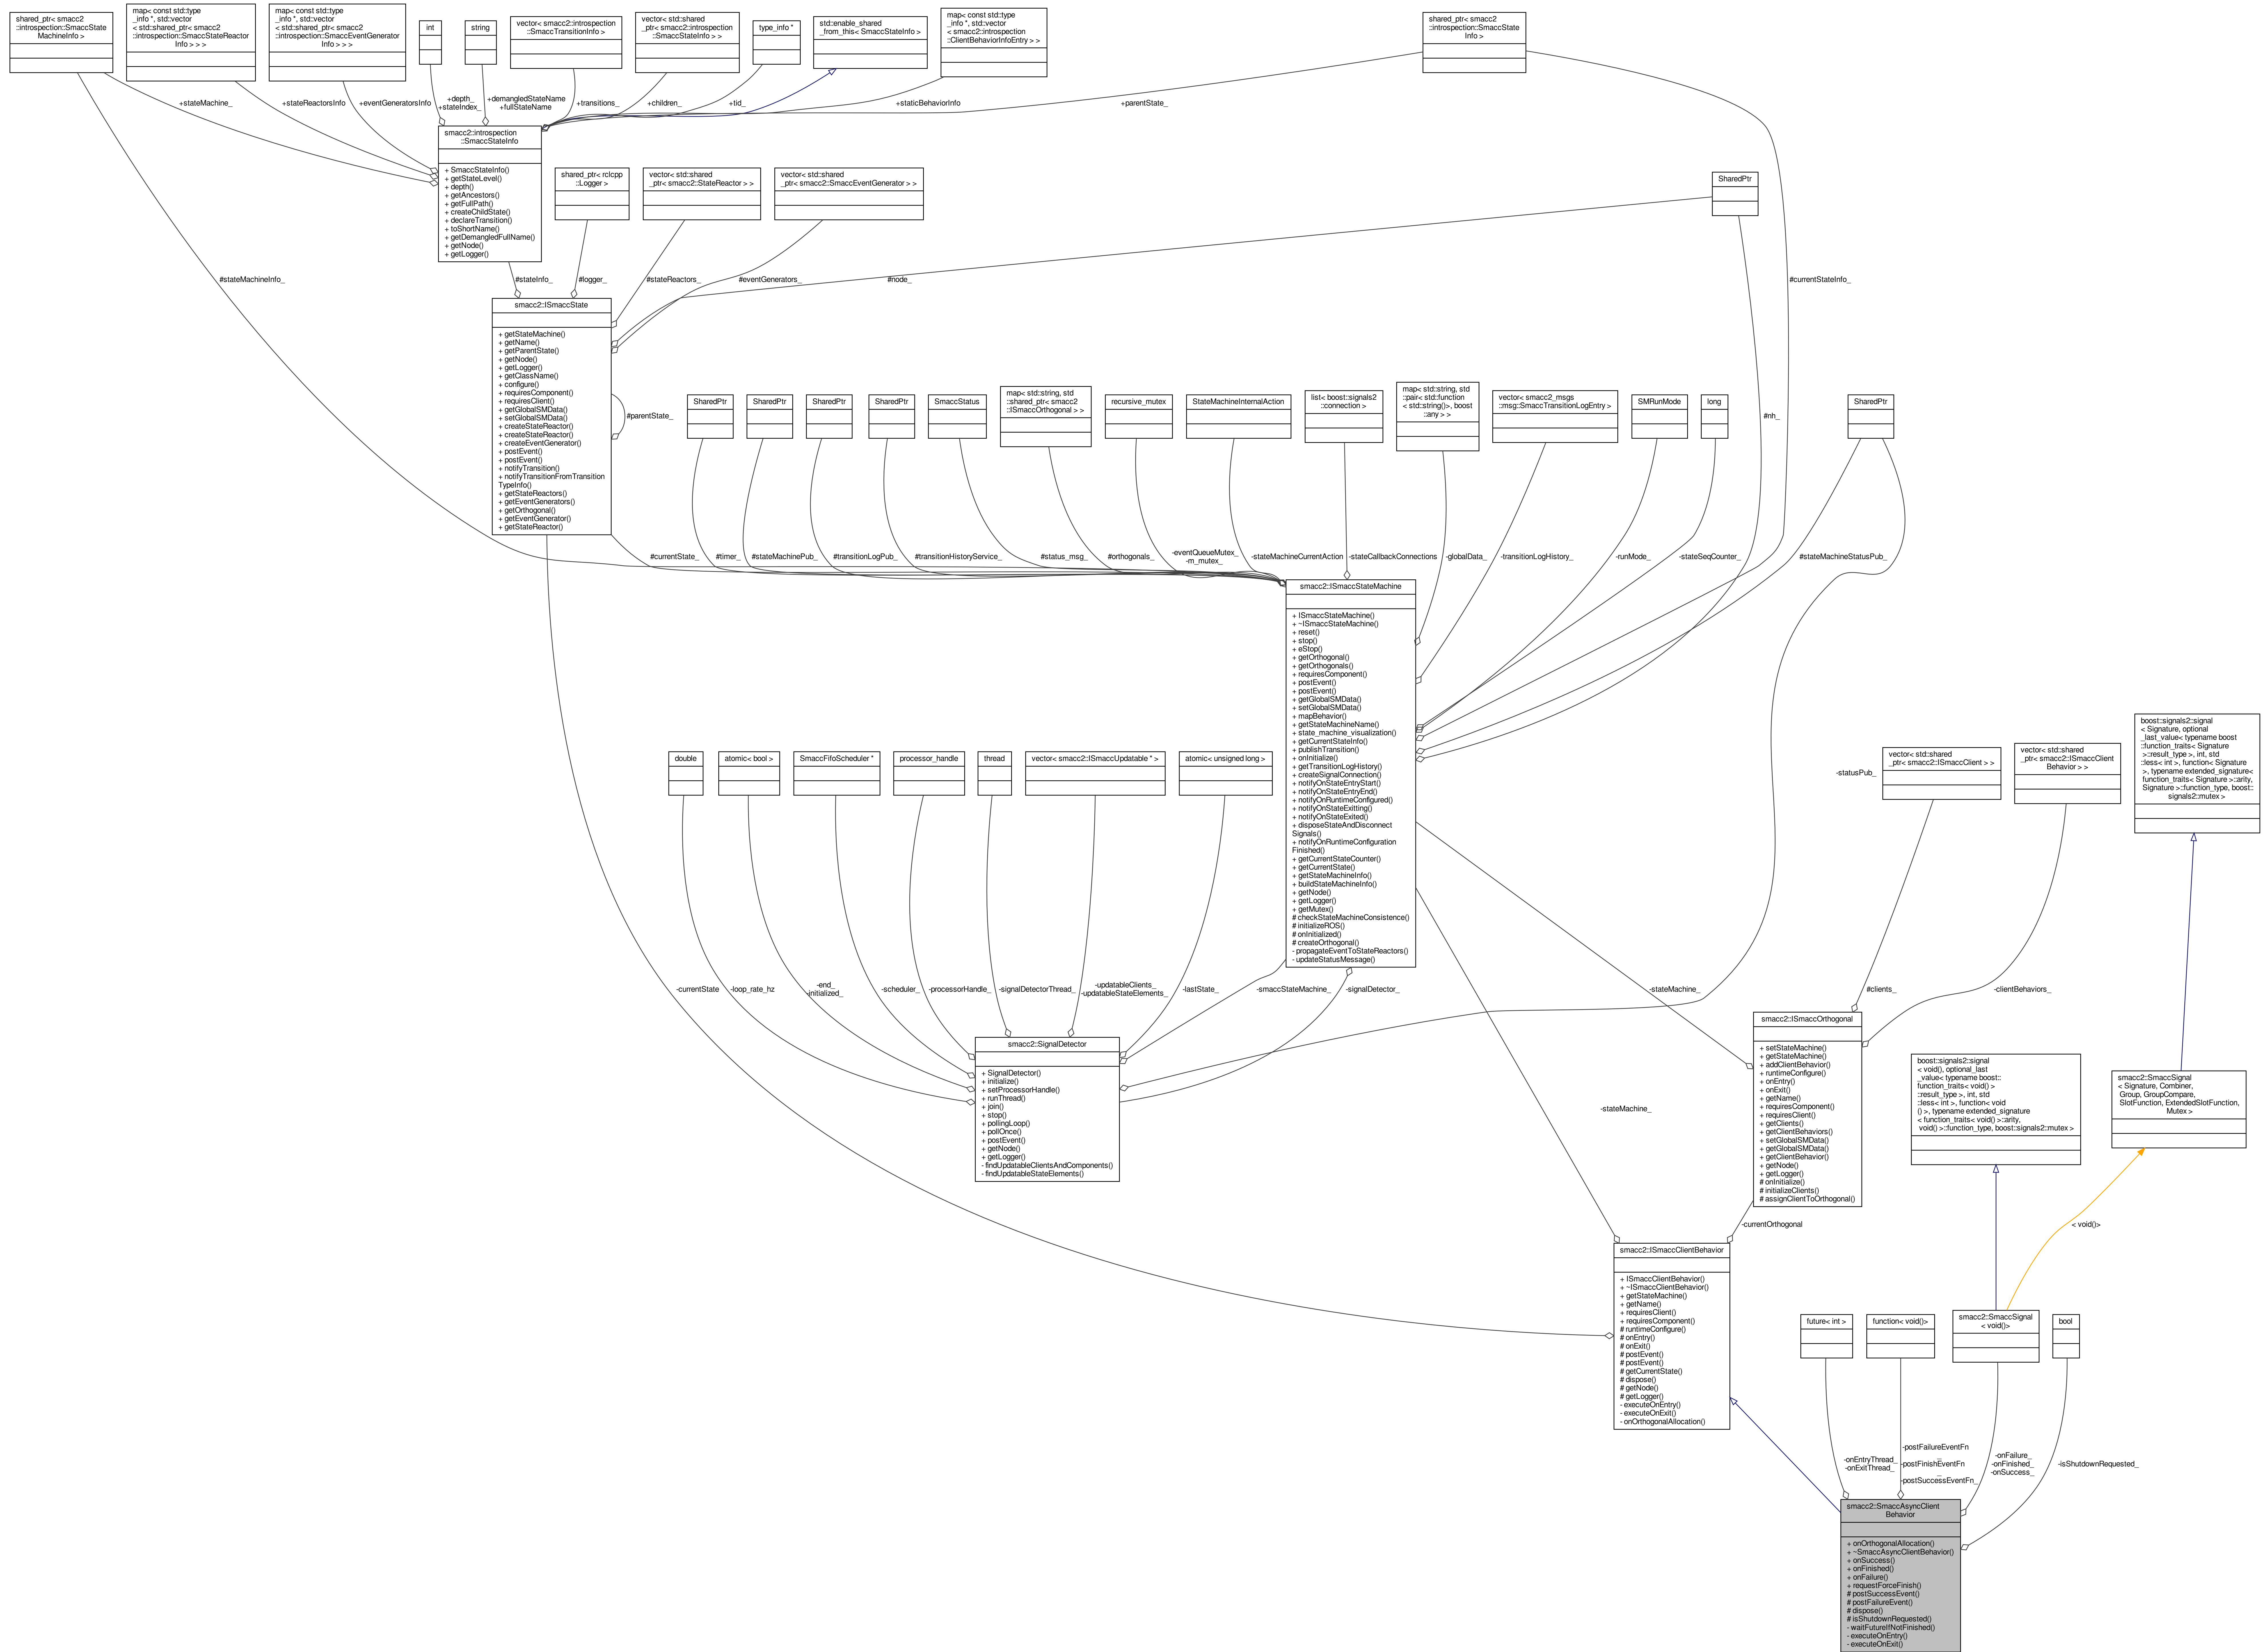 shared_ptr< smacc2
::introspection::SmaccState
MachineInfo >
map< const std::type
_info *, std::vector
< std::shared_ptr< smacc2
::introspection::SmaccStateReactor
Info > > >
map< const std::type
_info *, std::vector
< std::shared_ptr< smacc2
::introspection::SmaccEventGenerator
Info > > >
int
string
vector< smacc2::introspection
::SmaccTransitionInfo >
vector< std::shared
_ptr< smacc2::introspection
::SmaccStateInfo > >
type_info *
std::enable_shared
_from_this< SmaccStateInfo >
map< const std::type
_info *, std::vector
< smacc2::introspection
::ClientBehaviorInfoEntry > >
shared_ptr< smacc2
::introspection::SmaccState
Info >
+stateMachine_
+stateReactorsInfo
+eventGeneratorsInfo
+depth_
+stateIndex_
+demangledStateName
+fullStateName
+transitions_
+children_
+tid_
+staticBehaviorInfo
+parentState_
smacc2::introspection
::SmaccStateInfo
+ SmaccStateInfo()
+ getStateLevel()
+ depth()
+ getAncestors()
+ getFullPath()
+ createChildState()
+ declareTransition()
+ toShortName()
+ getDemangledFullName()
+ getNode()
+ getLogger()
shared_ptr< rclcpp
::Logger >
vector< std::shared
_ptr< smacc2::StateReactor > >
vector< std::shared
_ptr< smacc2::SmaccEventGenerator > >
SharedPtr
#stateMachineInfo_
#stateInfo_
#logger_
#stateReactors_
#eventGenerators_
#node_
#currentStateInfo_
smacc2::ISmaccState
+ getStateMachine()
+ getName()
+ getParentState()
+ getNode()
+ getLogger()
+ getClassName()
+ configure()
+ requiresComponent()
+ requiresClient()
+ getGlobalSMData()
+ setGlobalSMData()
+ createStateReactor()
+ createStateReactor()
+ createEventGenerator()
+ postEvent()
+ postEvent()
+ notifyTransition()
+ notifyTransitionFromTransition
TypeInfo()
+ getStateReactors()
+ getEventGenerators()
+ getOrthogonal()
+ getEventGenerator()
+ getStateReactor()
#parentState_
SharedPtr
SharedPtr
SharedPtr
SharedPtr
SmaccStatus
map< std::string, std
::shared_ptr< smacc2
::ISmaccOrthogonal > >
recursive_mutex
StateMachineInternalAction
list< boost::signals2
::connection >
map< std::string, std
::pair< std::function
< std::string()>, boost
::any > >
vector< smacc2_msgs
::msg::SmaccTransitionLogEntry >
SMRunMode
long
#nh_
SharedPtr
#currentState_
#timer_
#stateMachinePub_
#transitionLogPub_
#transitionHistoryService_
#status_msg_
#orthogonals_
-eventQueueMutex_
-m_mutex_
-stateMachineCurrentAction
-stateCallbackConnections
-globalData_
-transitionLogHistory_
-runMode_
-stateSeqCounter_
#stateMachineStatusPub_
smacc2::ISmaccStateMachine
+ ISmaccStateMachine()
+ ~ISmaccStateMachine()
+ reset()
+ stop()
+ eStop()
+ getOrthogonal()
+ getOrthogonals()
+ requiresComponent()
+ postEvent()
+ postEvent()
+ getGlobalSMData()
+ setGlobalSMData()
+ mapBehavior()
+ getStateMachineName()
+ state_machine_visualization()
+ getCurrentStateInfo()
+ publishTransition()
+ onInitialize()
+ getTransitionLogHistory()
+ createSignalConnection()
+ notifyOnStateEntryStart()
+ notifyOnStateEntryEnd()
+ notifyOnRuntimeConfigured()
+ notifyOnStateExitting()
+ notifyOnStateExited()
+ disposeStateAndDisconnect
Signals()
+ notifyOnRuntimeConfiguration
Finished()
+ getCurrentStateCounter()
+ getCurrentState()
+ getStateMachineInfo()
+ buildStateMachineInfo()
+ getNode()
+ getLogger()
+ getMutex()
# checkStateMachineConsistence()
# initializeROS()
# onInitialized()
# createOrthogonal()
- propagateEventToStateReactors()
- updateStatusMessage()
double
atomic< bool >
SmaccFifoScheduler *
processor_handle
thread
vector< smacc2::ISmaccUpdatable * >
atomic< unsigned long >
-statusPub_
vector< std::shared
_ptr< smacc2::ISmaccClient > >
vector< std::shared
_ptr< smacc2::ISmaccClient
Behavior > >
boost::signals2::signal
< Signature, optional
_last_value< typename boost
::function_traits< Signature
>::result_type >, int, std
::less< int >, function< Signature
>, typename extended_signature<
function_traits< Signature >::arity,
Signature >::function_type, boost::
signals2::mutex >
-currentState
-loop_rate_hz
-end_
-initialized_
-scheduler_
-processorHandle_
-signalDetectorThread_
-updatableClients_
-updatableStateElements_
-lastState_
-smaccStateMachine_
-signalDetector_
-stateMachine_
#clients_
-clientBehaviors_
smacc2::SignalDetector
+ SignalDetector()
+ initialize()
+ setProcessorHandle()
+ runThread()
+ join()
+ stop()
+ pollingLoop()
+ pollOnce()
+ postEvent()
+ getNode()
+ getLogger()
- findUpdatableClientsAndComponents()
- findUpdatableStateElements()
smacc2::ISmaccOrthogonal
+ setStateMachine()
+ getStateMachine()
+ addClientBehavior()
+ runtimeConfigure()
+ onEntry()
+ onExit()
+ getName()
+ requiresComponent()
+ requiresClient()
+ getClients()
+ getClientBehaviors()
+ setGlobalSMData()
+ getGlobalSMData()
+ getClientBehavior()
+ getNode()
+ getLogger()
# onInitialize()
# initializeClients()
# assignClientToOrthogonal()
boost::signals2::signal
< void(), optional_last
_value< typename boost::
function_traits< void() >
::result_type >, int, std
::less< int >, function< void
() >, typename extended_signature
< function_traits< void() >::arity,
void() >::function_type, boost::signals2::mutex >
smacc2::SmaccSignal
< Signature, Combiner,
Group, GroupCompare,
SlotFunction, ExtendedSlotFunction,
Mutex >
-stateMachine_
-currentOrthogonal
< void()>
smacc2::ISmaccClientBehavior
+ ISmaccClientBehavior()
+ ~ISmaccClientBehavior()
+ getStateMachine()
+ getName()
+ requiresClient()
+ requiresComponent()
# runtimeConfigure()
# onEntry()
# onExit()
# postEvent()
# postEvent()
# getCurrentState()
# dispose()
# getNode()
# getLogger()
- executeOnEntry()
- executeOnExit()
- onOrthogonalAllocation()
future< int >
function< void()>
smacc2::SmaccSignal
< void()>
bool
-onEntryThread_
-onExitThread_
-postFailureEventFn
_
-postFinishEventFn
_
-postSuccessEventFn_
-onFailure_
-onFinished_
-onSuccess_
-isShutdownRequested_
smacc2::SmaccAsyncClient
Behavior
+ onOrthogonalAllocation()
+ ~SmaccAsyncClientBehavior()
+ onSuccess()
+ onFinished()
+ onFailure()
+ requestForceFinish()
# postSuccessEvent()
# postFailureEvent()
# dispose()
# isShutdownRequested()
- waitFutureIfNotFinished()
- executeOnEntry()
- executeOnExit()